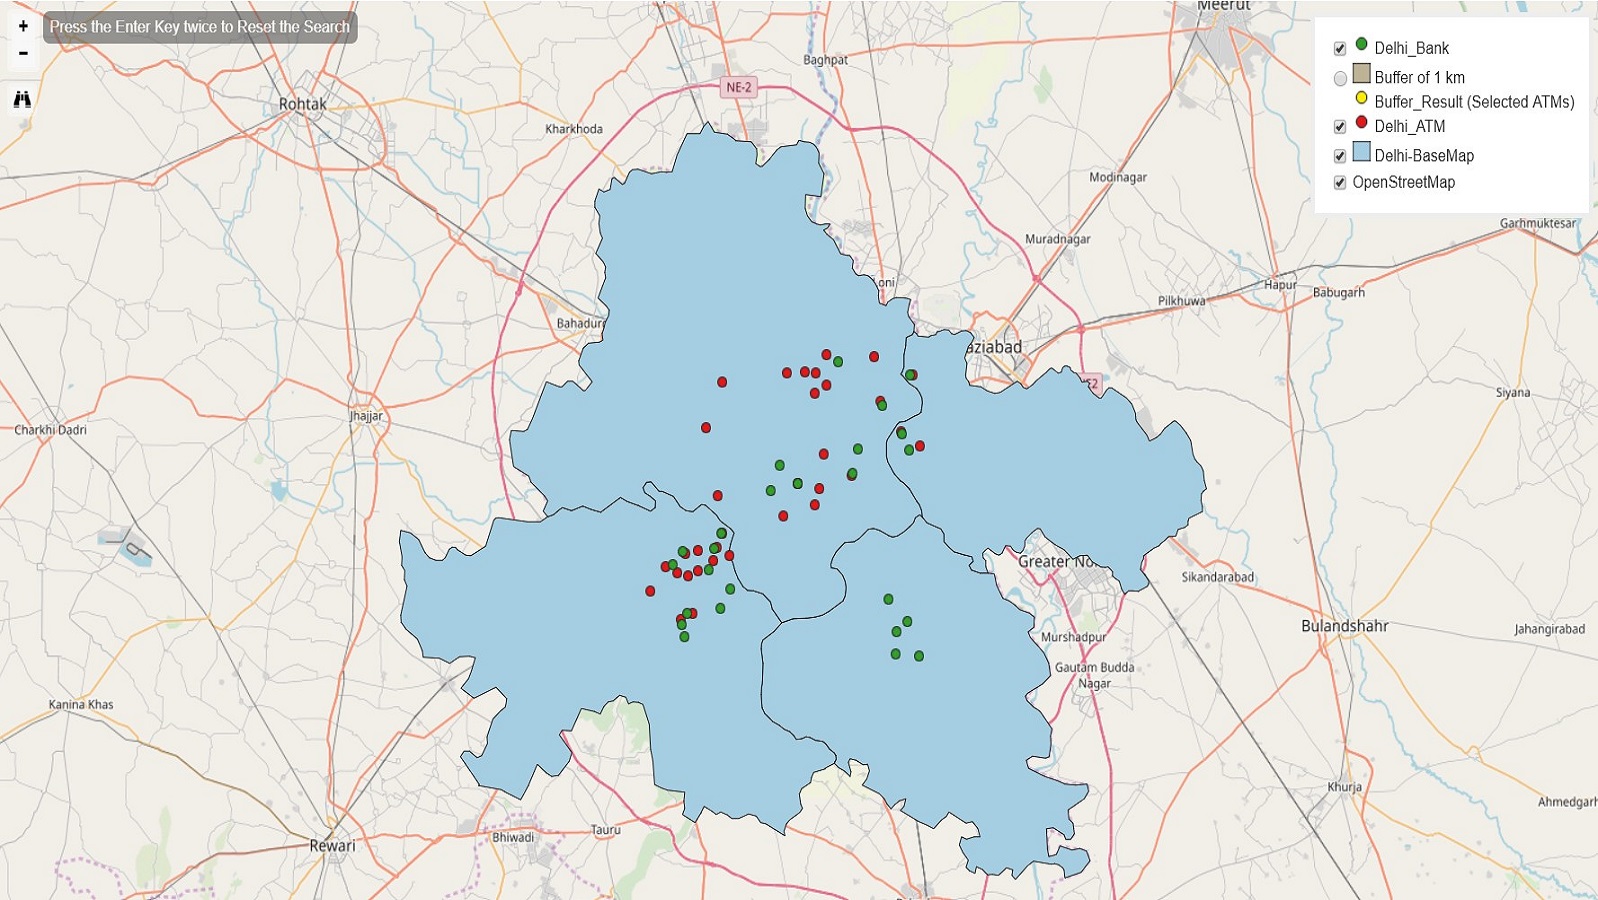 +
Press the Enter Key twice to Reset the Search
-
Meerut
Delhi_Bank
Buffer of 1 km
Buffer_Result (Selected ATMs)
Delhi_ATM
Delhi-BaseMap
OpenStreetMap
Baghpat
NE-2
Rohtak
Kharkhoda
Modinagar
Garhmuktesar
Muradnagar
oni
Hapur
Babugarh
Pilkhuwa
Bahadur
aziabad
Siyana
Jhajjar
Charkhi Dadri
Greater No
Sikandarabad
Bulandshahr
Jahangirabad
Murshadpur
Gautam Budda
Nagar
Kanina Khas
Khurja
Ahmedgarh
Tauru
Bhiwadi
Rewari